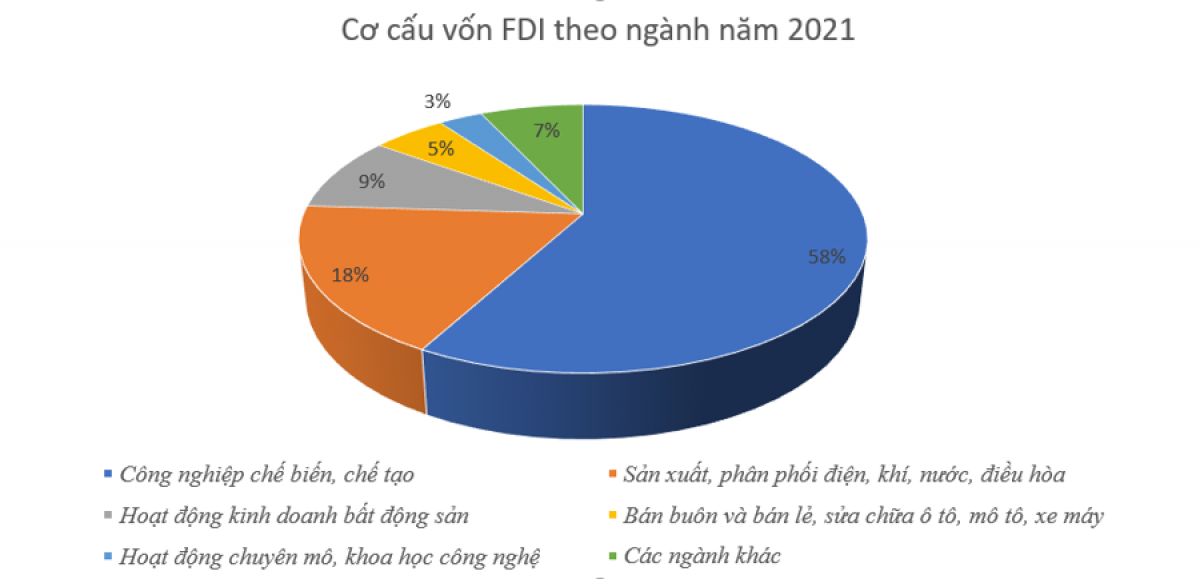 Cơ cấu vốn FDI theo ngành năm 2021
3%
7%
5%
9%
58%
18%
Công nghiệp chế biến, chế tạo
Sản xuất, phân phối điện, khí, nước, điều hòa
Hoạt động kinh doanh bất động sản
Bán buôn và bán lẻ, sửa chữa ô tô, mô tô, xe máy
Hoạt động chuyên mô, khoa học công nghệ
Các ngành khác